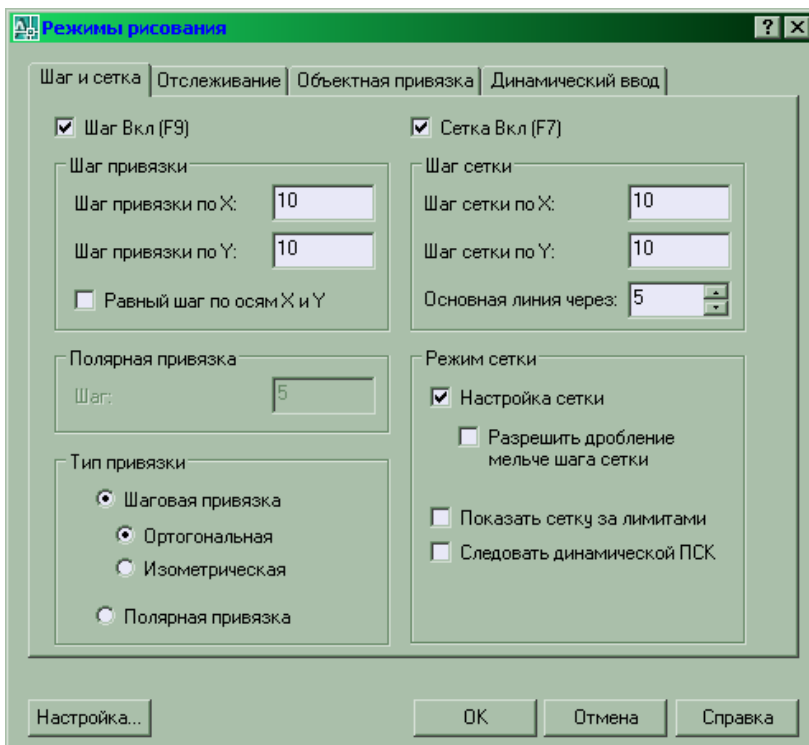 Режимы рисования
Шаг и сетка
Отслеживание
Объектная привязка
Динамический ввод
Шаг Вкл (F9)
Шаг привязки
Шаг привязки по X:
10
Шаг привязки по Y:
10
Равный шаг по осям X и Y
Полярная привязка
Шаг:
5
Тип привязки
Шаговая привязка
Ортогональная
Изометрическая
Полярная привязка
Сетка Вкл (F7)
Шаг сетки
Шаг сетки по X:
10
Шаг сетки по Y:
10
Основная линия через:
5
Режим сетки
Настройка сетки
Разрешить дробление
мельче шага сетки
Показать сетку за лимитами
Следовать динамической ПСК
Настройка...
OK
Отмена
Справка